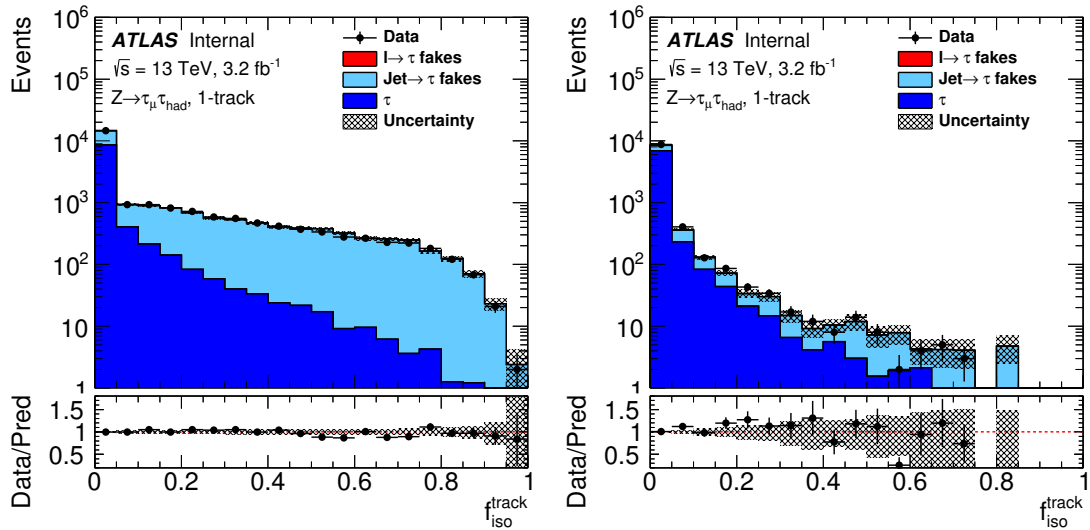 Events
10⁶
10⁵
10⁴
10³
10²
10
1
ATLAS Internal
√s = 13 TeV, 3.2 fb⁻¹
Z→τ_μτ_had, 1-track
Data
l→τ fakes
Jet→τ fakes
τ
Uncertainty
Data/Pred
1.5
1
0.5
0 0.2 0.4 0.6 0.8 1
f_iso^track
Events
10⁶
10⁵
10⁴
10³
10²
10
1
ATLAS Internal
√s = 13 TeV, 3.2 fb⁻¹
Z→τ_μτ_had, 1-track
Data
l→τ fakes
Jet→τ fakes
τ
Uncertainty
Data/Pred
1.5
1
0.5
0 0.2 0.4 0.6 0.8 1
f_iso^track